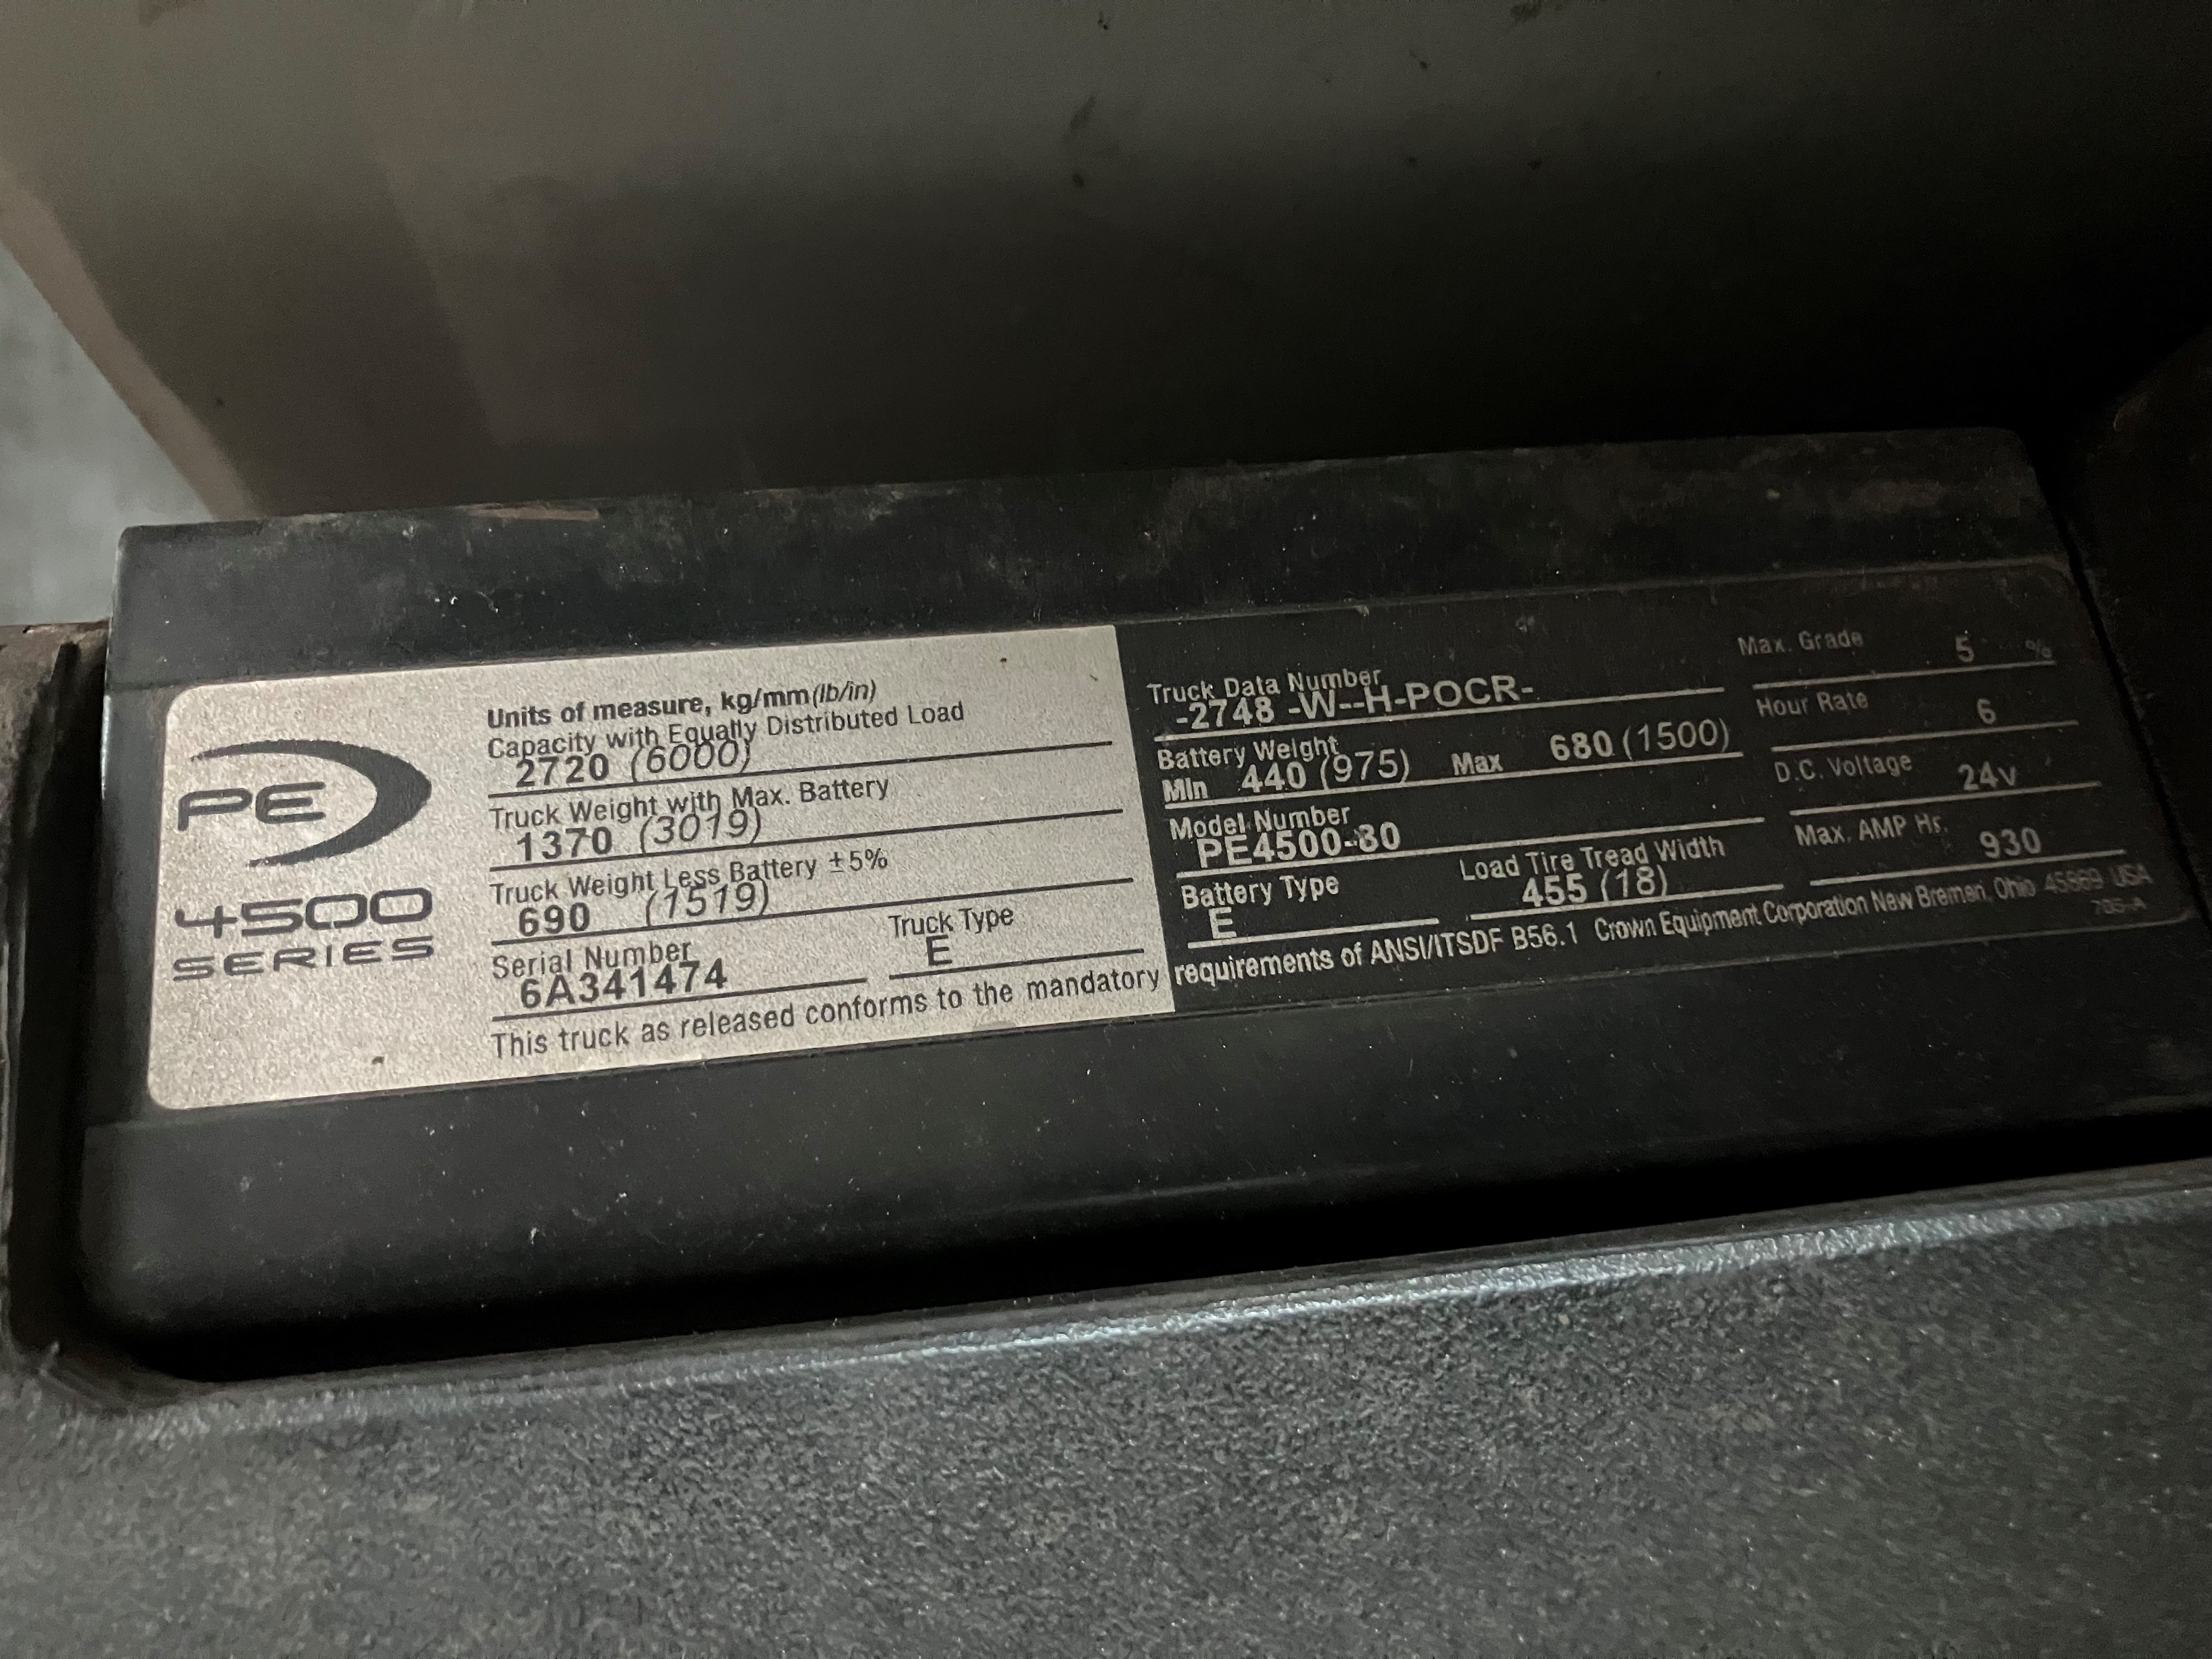 PE
4500
SERIES
Units of measure, kg/mm(lb/in)
Capacity with Equally Distributed Load
2720 (6000)
Truck Weight with Max. Battery
1370 (3019)
Truck Weight Less Battery ±5%
690 (1519)
Serial Number
6A341474
Truck Type
E
Truck Data Number
-2748 -W--H-POCR-
Battery Weight
Min 440 (975) Max 680 (1500)
Model Number
PE4500-80
Battery Type
E
Load Tire Tread Width
455 (18)
Max. Grade 5 %
Hour Rate 6
D.C. Voltage 24v
Max. AMP Hr. 930
This truck as released conforms to the mandatory requirements of ANSI/ITSDF B56.1 Crown Equipment Corporation New Bremen, Ohio 45869 USA